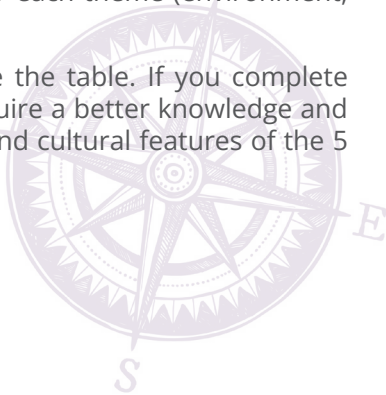 each theme (environment,
the table. If you complete
uire a better knowledge and
nd cultural features of the 5
E
S